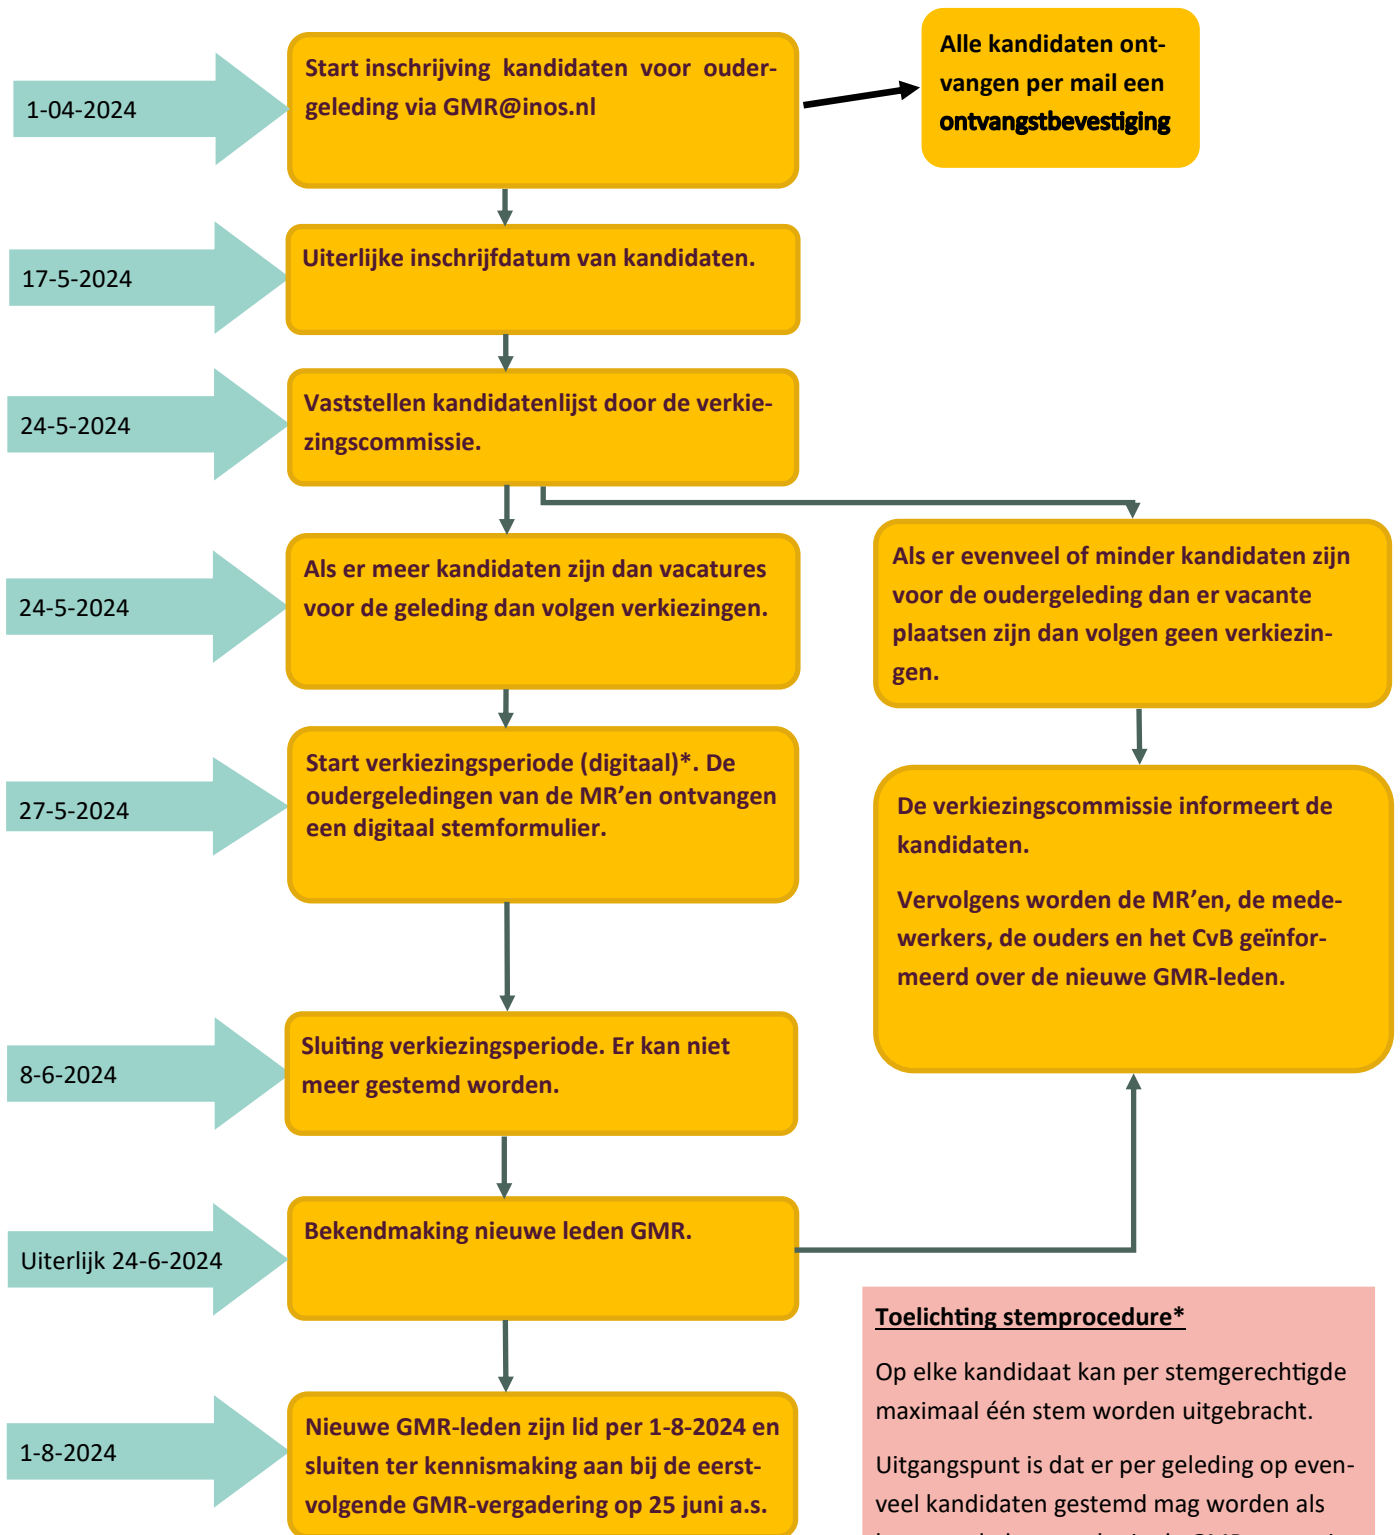 1-04-2024
Start inschrijving kandidaten voor ouder-
geleding via GMR@inos.nl
Alle kandidaten ont-
vangen per mail een
ontvangstbevestiging
17-5-2024
Uiterlijke inschrijfdatum van kandidaten.
24-5-2024
Vaststellen kandidatenlijst door de verkie-
zingscommissie.
24-5-2024
Als er meer kandidaten zijn dan vacatures
voor de geleding dan volgen verkiezingen.
Als er evenveel of minder kandidaten zijn
voor de oudergeleding dan er vacante
plaatsen zijn dan volgen geen verkiezin-
gen.
27-5-2024
Start verkiezingsperiode (digitaal)*. De
oudergeledingen van de MR’en ontvangen
een digitaal stemformulier.
De verkiezingscommissie informeert de
kandidaten.
Vervolgens worden de MR’en, de mede-
werkers, de ouders en het CvB geïnfor-
meerd over de nieuwe GMR-leden.
8-6-2024
Sluiting verkiezingsperiode. Er kan niet
meer gestemd worden.
Uiterlijk 24-6-2024
Bekendmaking nieuwe leden GMR.
1-8-2024
Nieuwe GMR-leden zijn lid per 1-8-2024 en
sluiten ter kennismaking aan bij de eerst-
volgende GMR-vergadering op 25 juni a.s.
Toelichting stemprocedure*
Op elke kandidaat kan per stemgerechtigde
maximaal één stem worden uitgebracht.
Uitgangspunt is dat er per geleding op even-
veel kandidaten gestemd mag worden als